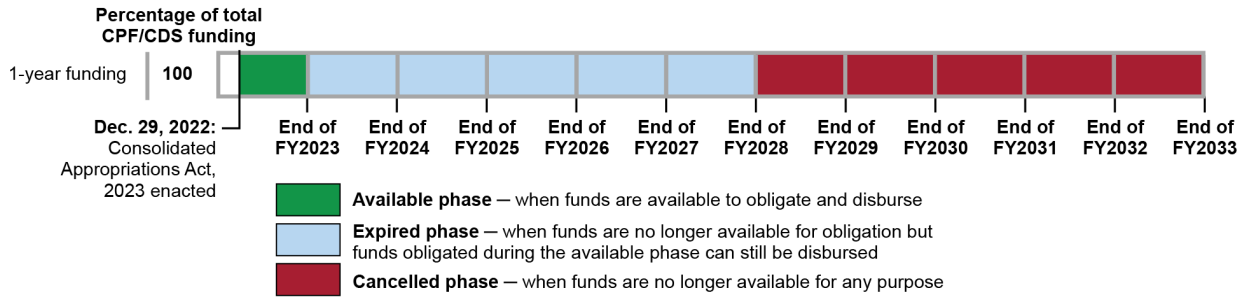 Percentage of total
CPF/CDS funding
1-year funding 100
Dec. 29, 2022:
Consolidated
Appropriations Act,
2023 enacted
End of
FY2023
End of
FY2024
End of
FY2025
End of
FY2026
End of
FY2027
End of
FY2028
End of
FY2029
End of
FY2030
End of
FY2031
End of
FY2032
End of
FY2033
Available phase — when funds are available to obligate and disburse
Expired phase — when funds are no longer available for obligation but
funds obligated during the available phase can still be disbursed
Cancelled phase — when funds are no longer available for any purpose